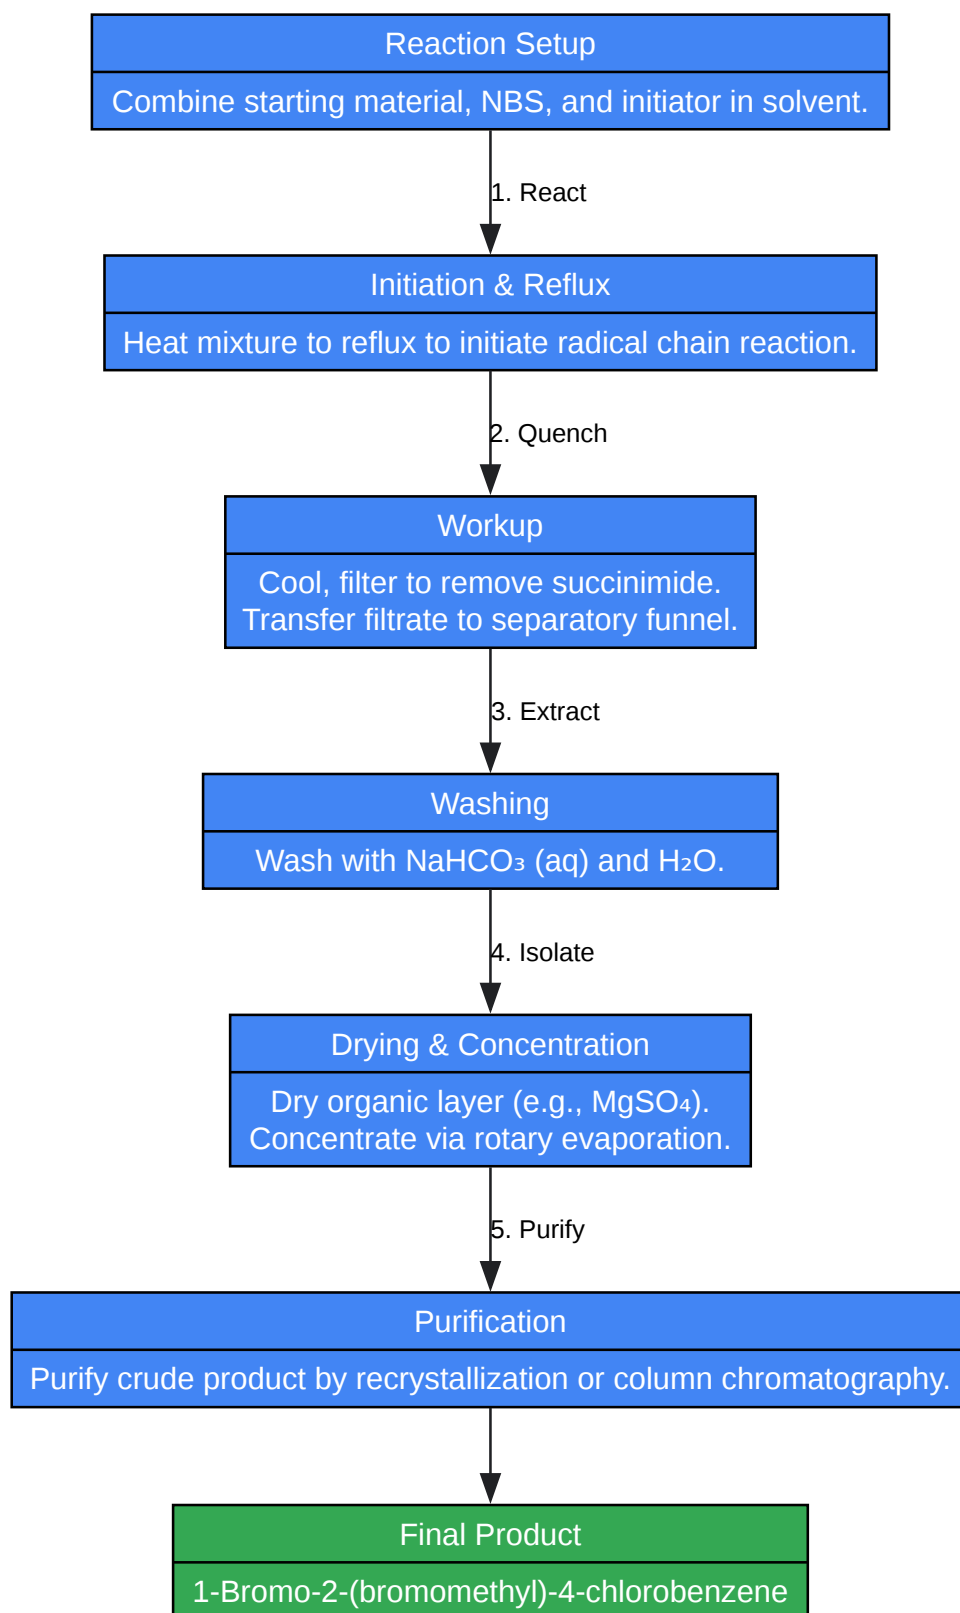 Reaction Setup
Combine starting material, NBS, and initiator in solvent.
1. React
Initiation & Reflux
Heat mixture to reflux to initiate radical chain reaction.
2. Quench
Workup
Cool, filter to remove succinimide.
Transfer filtrate to separatory funnel.
3. Extract
Washing
Wash with NaHCO₃ (aq) and H₂O.
4. Isolate
Drying & Concentration
Dry organic layer (e.g., MgSO₄).
Concentrate via rotary evaporation.
5. Purify
Purification
Purify crude product by recrystallization or column chromatography.
Final Product
1-Bromo-2-(bromomethyl)-4-chlorobenzene